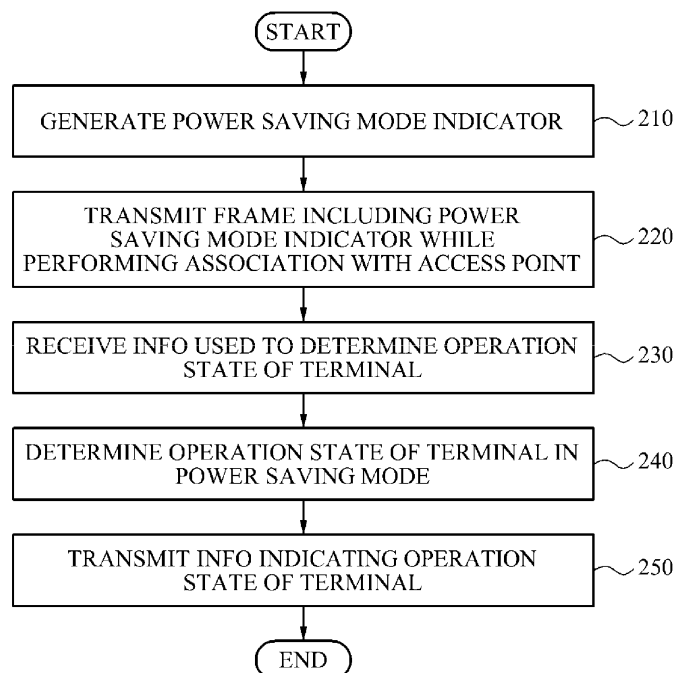 START
GENERATE POWER SAVING MODE INDICATOR
210
TRANSMIT FRAME INCLUDING POWER
SAVING MODE INDICATOR WHILE
PERFORMING ASSOCIATION WITH ACCESS POINT
220
RECEIVE INFO USED TO DETERMINE OPERATION
STATE OF TERMINAL
230
DETERMINE OPERATION STATE OF TERMINAL IN
POWER SAVING MODE
240
TRANSMIT INFO INDICATING OPERATION
STATE OF TERMINAL
250
END